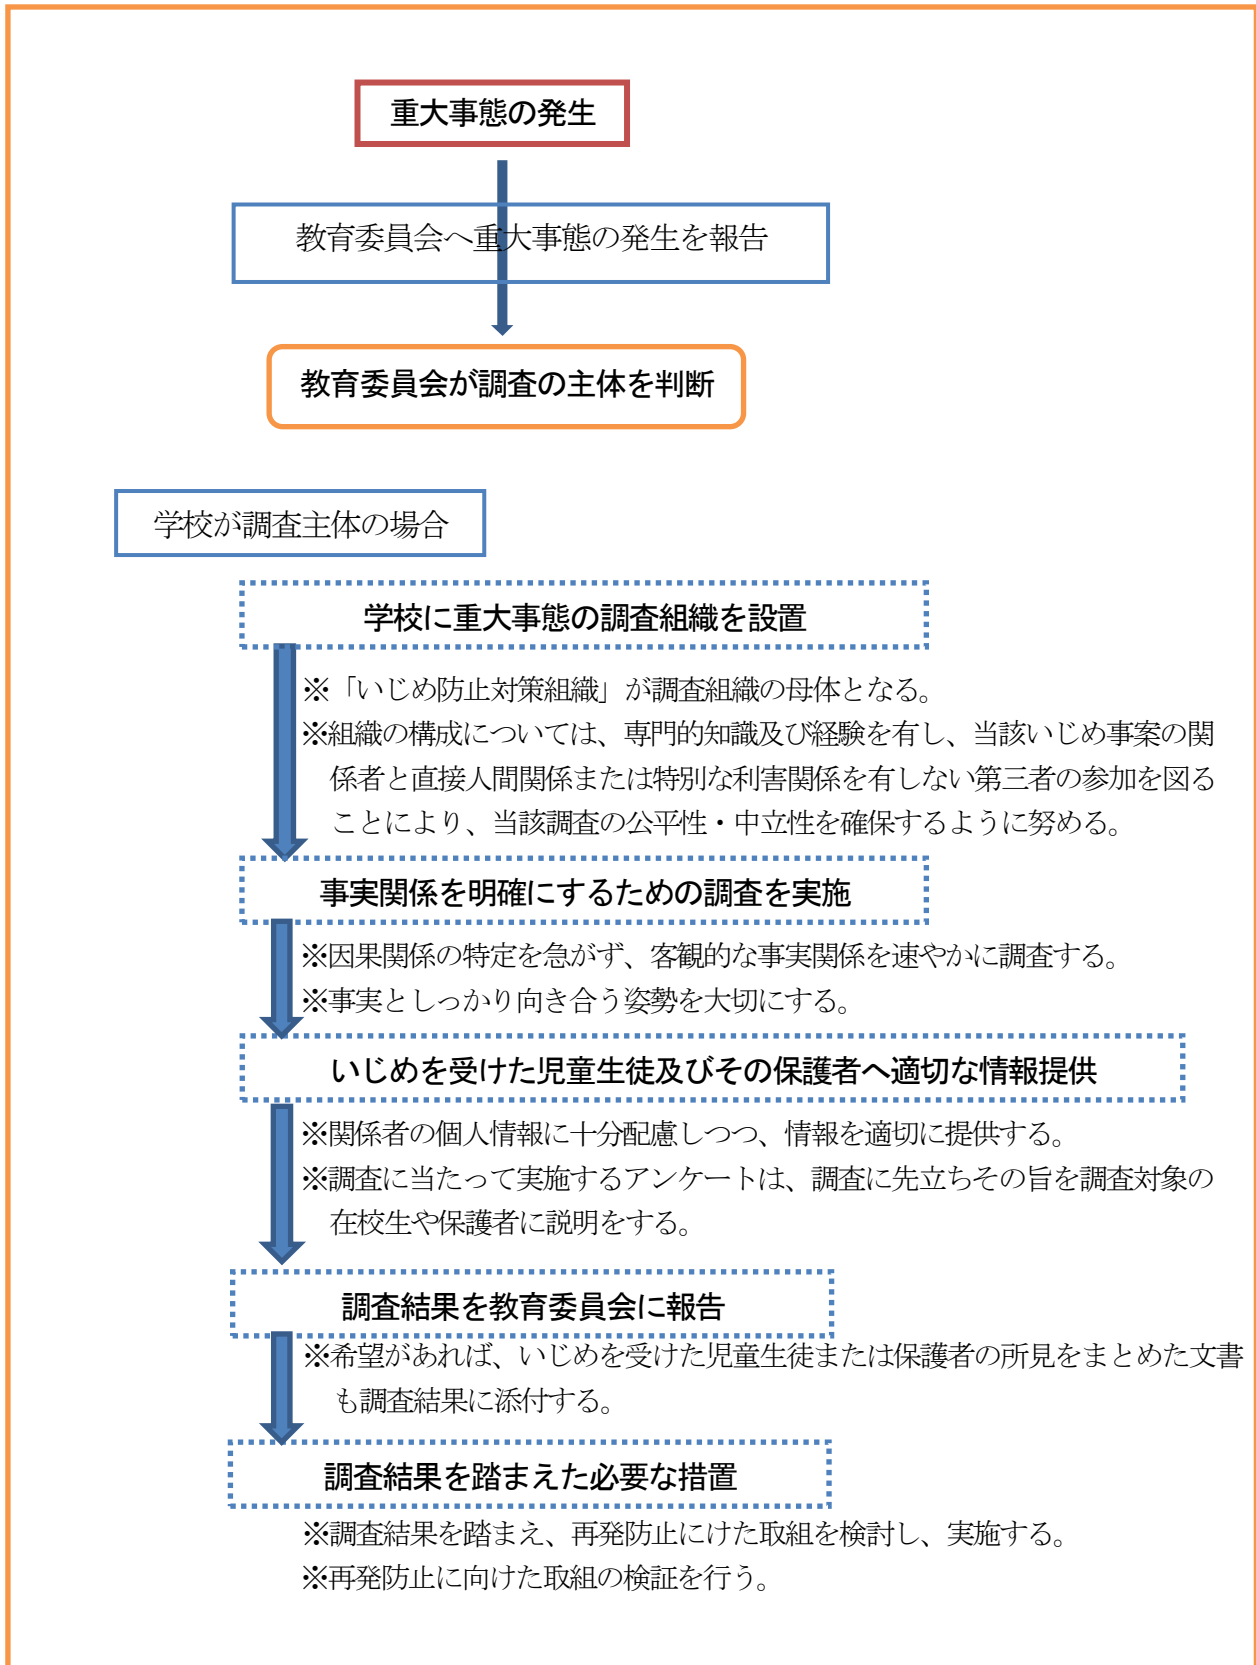 重大事態の発生
教育委員会へ重大事態の発生を報告
教育委員会が調査の主体を判断
学校が調査主体の場合
学校に重大事態の調査組織を設置
※「いじめ防止対策組織」が調査組織の母体となる。
※組織の構成については、専門的知識及び経験を有し、当該いじめ事案の関
係者と直接人間関係または特別な利害関係を有しない第三者の参加を図る
ことにより、当該調査の公平性・中立性を確保するように努める。
事実関係を明確にするための調査を実施
※因果関係の特定を急がず、客観的な事実関係を速やかに調査する。
※事実としっかり向き合う姿勢を大切にする。
いじめを受けた児童生徒及びその保護者へ適切な情報提供
※関係者の個人情報に十分配慮しつつ、情報を適切に提供する。
※調査に当たって実施するアンケートは、調査に先立ちその旨を調査対象の
在校生や保護者に説明をする。
調査結果を教育委員会に報告
※希望があれば、いじめを受けた児童生徒または保護者の所見をまとめた文書
も調査結果に添付する。
調査結果を踏まえた必要な措置
※調査結果を踏まえ、再発防止にけた取組を検討し、実施する。
※再発防止に向けた取組の検証を行う。